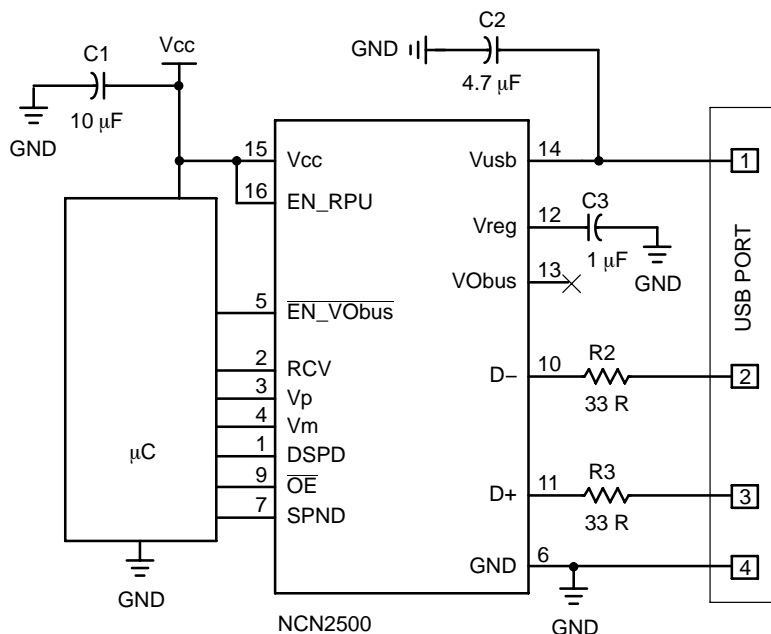 C1
Vcc
10 μF
GND
C2
GND
4.7 μF
15
Vcc
16
EN_RPU
5
EN_VObus
2
RCV
3
Vp
4
Vm
1
DSPD
9
OE
7
SPND
μC
GND
Vusb
14
Vreg
12
C3
1 μF
GND
VObus
13
D−
10
R2
33 R
D+
11
R3
33 R
GND
6
GND
1
2
3
4
USB PORT
NCN2500